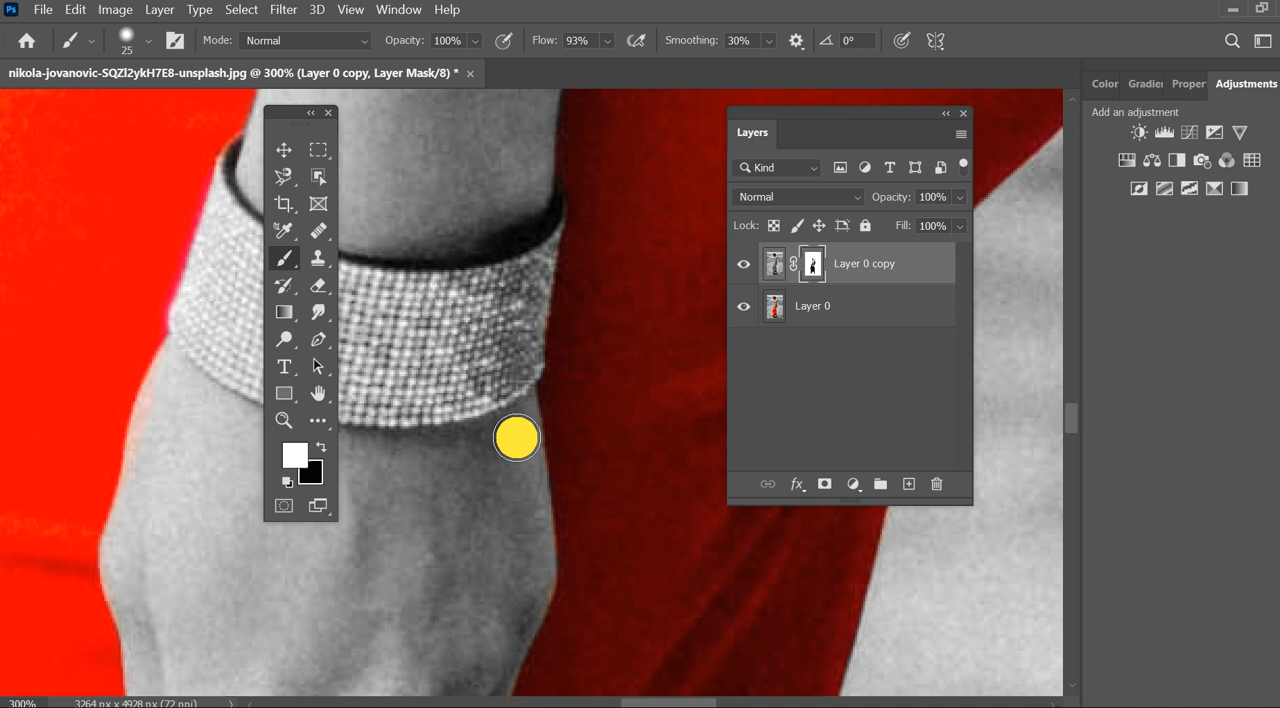 Ps File Edit Image Layer Type Select Filter 3D View Window Help
25 Mode: Normal Opacity: 100% Flow: 93% Smoothing: 30% 0°
nikola-jovanovic-SQZl2ykH7E8-unsplash.jpg @ 300% (Layer 0 copy, Layer Mask/8) *
Color Gradie Proper Adjustments
Add an adjustment
Layers
Kind
Normal Opacity: 100%
Lock: Fill: 100%
Layer 0 copy
Layer 0
T
fx
300% 3264 px x 4928 px (72 ppi)